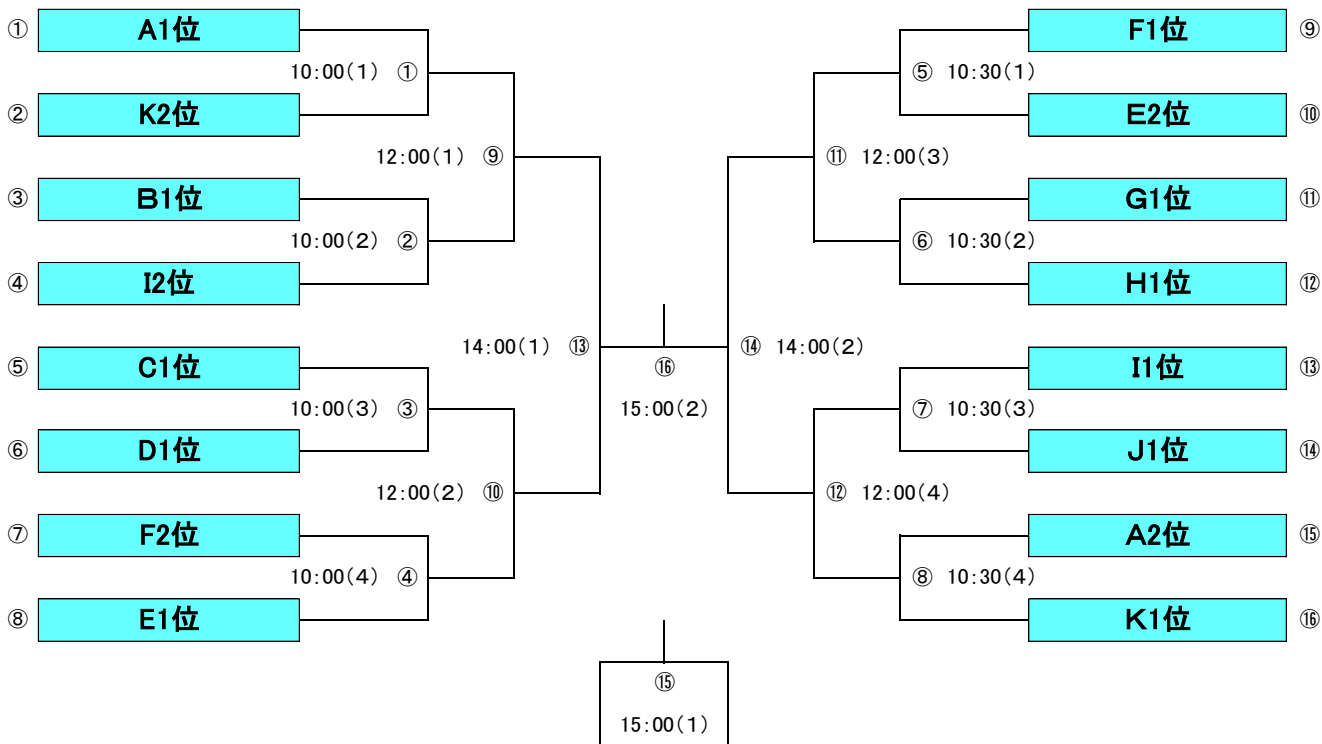 ① A1位
10:00(1) ①
② K2位
12:00(1) ⑨
③ B1位
10:00(2) ②
④ I2位
14:00(1) ⑬
⑤ C1位
10:00(3) ③
⑥ D1位
12:00(2) ⑩
⑦ F2位
10:00(4) ④
⑧ E1位
⑯
15:00(2)
⑮
15:00(1)
F1位 ⑨
⑤ 10:30(1)
E2位 ⑩
⑪ 12:00(3)
G1位 ⑪
⑥ 10:30(2)
H1位 ⑫
⑭ 14:00(2)
I1位 ⑬
⑦ 10:30(3)
J1位 ⑭
⑫ 12:00(4)
A2位 ⑮
⑧ 10:30(4)
K1位 ⑯